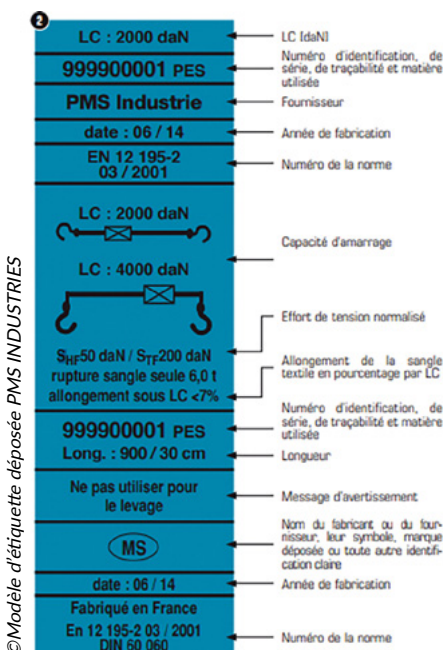 2
LC : 2000 daN
LC (daN)
999900001 PES
Numéro d'identification, de
série, de traçabilité et matière
utilisée
PMS Industrie
Fournisseur
date : 06 / 14
Année de fabrication
EN 12 195-2
03 / 2001
Numéro de la norme
LC : 2000 daN
LC : 4000 daN
Capacité d'amarrage
SHF50 daN / STF200 daN
Effort de tension normalisé
rupture sangle seule 6,0 t
allongement sous LC <7%
Allongement de la sangle
textile en pourcentage par LC
999900001 PES
Numéro d'identification, de
série, de traçabilité et matière
utilisée
Long. : 900 / 30 cm
Longueur
Ne pas utiliser pour
le levage
Message d'avertissement
MS
Nom du fabricant ou du four-
nisseur, leur symbole, marque
déposée ou toute autre identifi-
cation claire
date : 06 / 14
Année de fabrication
Fabriqué en France
En 12 195-2 03 / 2001
DIN 60 060
Numéro de la norme
©Modèle d'étiquette déposée PMS INDUSTRIES